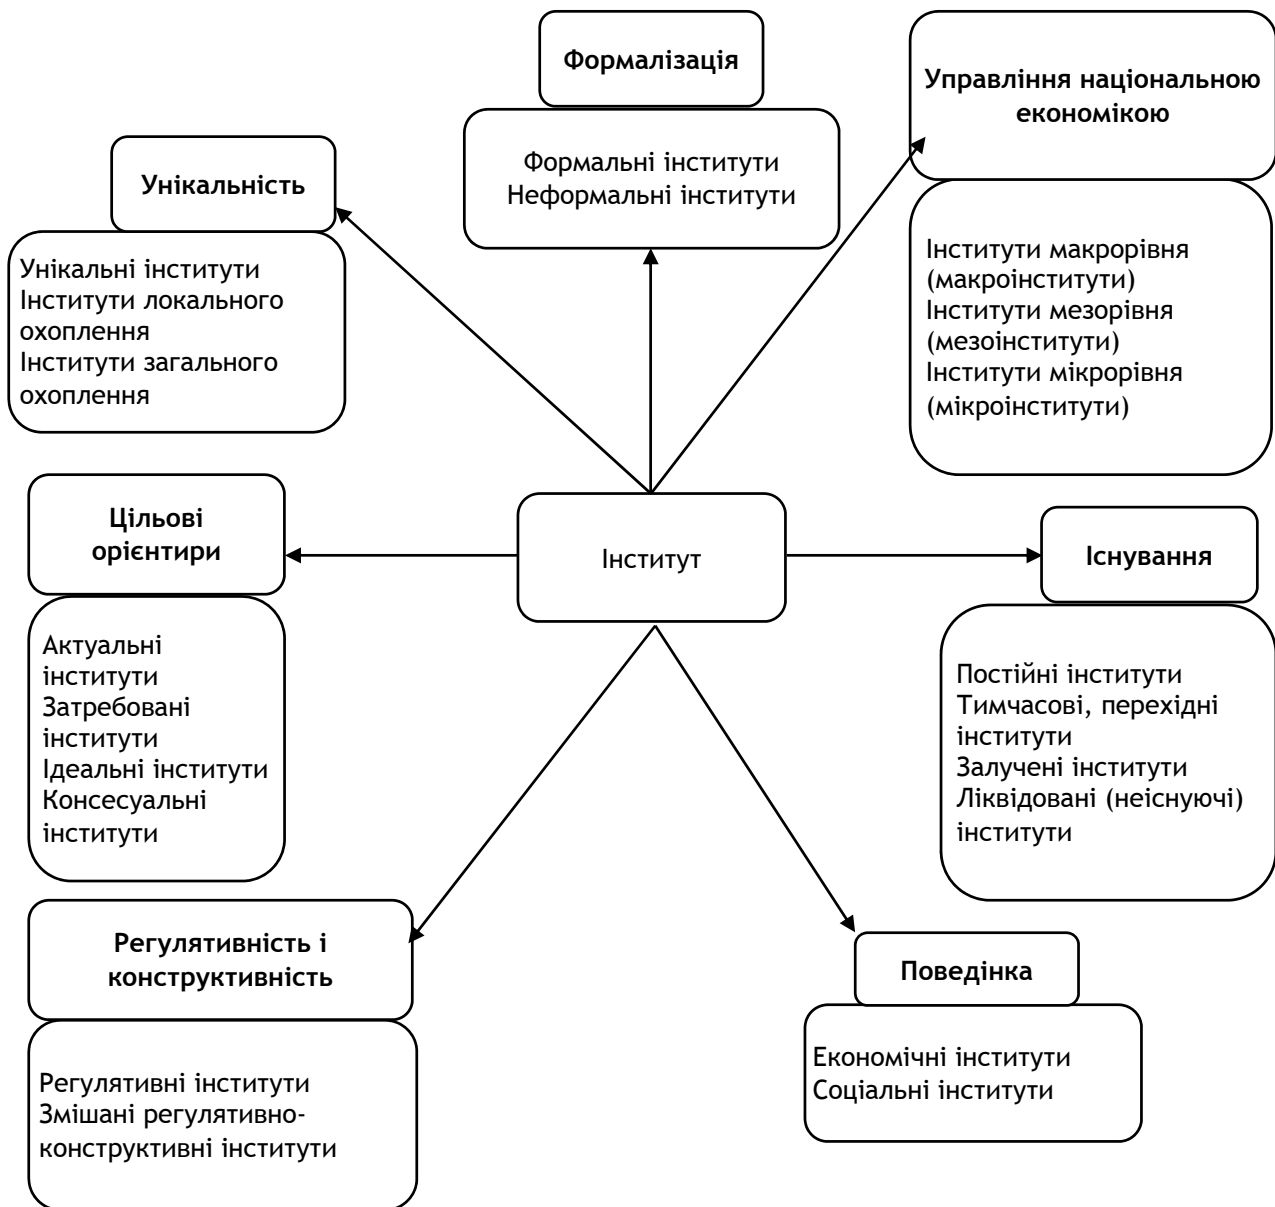 Формалізація
Формальні інститути
Неформальні інститути
Управління національною
економікою
Інститути макрорівня
(макроінститути)
Інститути мезорівня
(мезоінститути)
Інститути мікрорівня
(мікроінститути)
Унікальність
Унікальні інститути
Інститути локального
охоплення
Інститути загального
охоплення
Цільові
орієнтири
Актуальні
інститути
Затребовані
інститути
Ідеальні інститути
Консесуальні
інститути
Інститут
Існування
Постійні інститути
Тимчасові, перехідні
інститути
Залучені інститути
Ліквідовані (неіснуючі)
інститути
Регулятивність і
конструктивність
Регулятивні інститути
Змішані регулятивно-
конструктивні інститути
Поведінка
Економічні інститути
Соціальні інститути